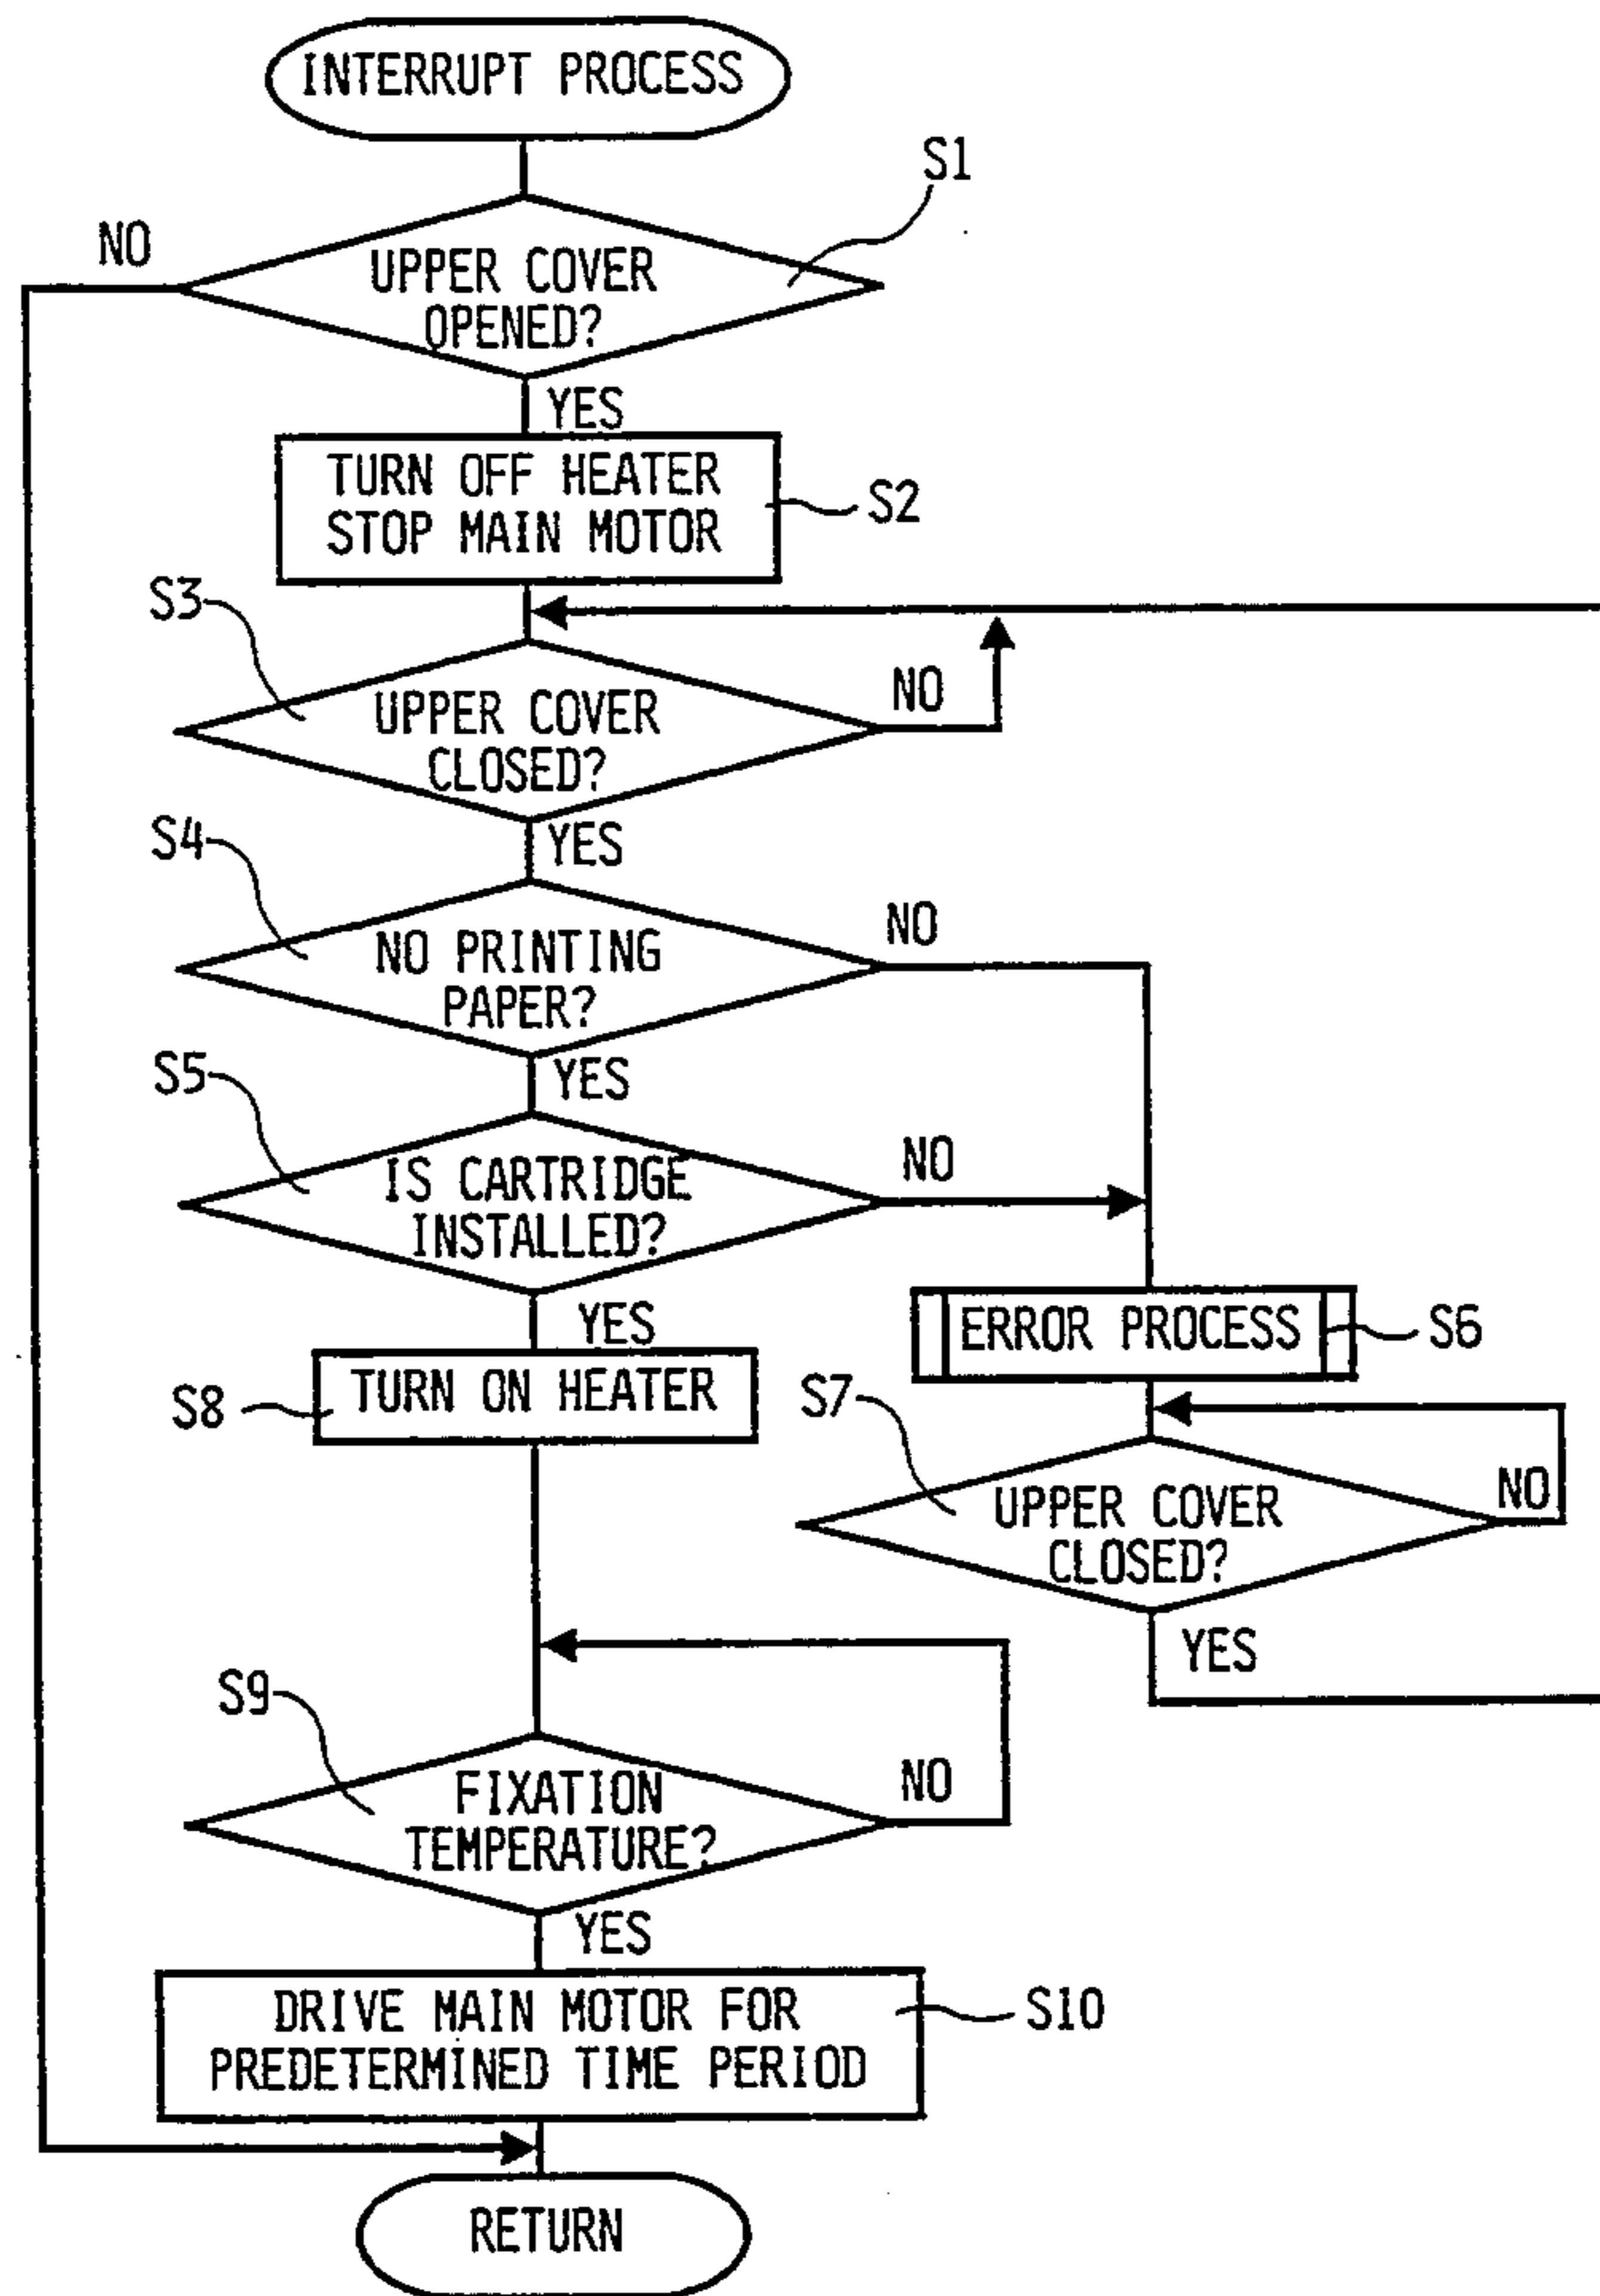 INTERRUPT PROCESS
S1
NO
UPPER COVER
OPENED?
YES
TURN OFF HEATER
STOP MAIN MOTOR
S2
S3
UPPER COVER
CLOSED?
NO
YES
S4
NO PRINTING
PAPER?
NO
YES
S5
IS CARTRIDGE
INSTALLED?
NO
YES
ERROR PROCESS
S6
S8
TURN ON HEATER
S7
UPPER COVER
CLOSED?
NO
YES
S9
FIXATION
TEMPERATURE?
NO
YES
DRIVE MAIN MOTOR FOR
PREDETERMINED TIME PERIOD
S10
RETURN